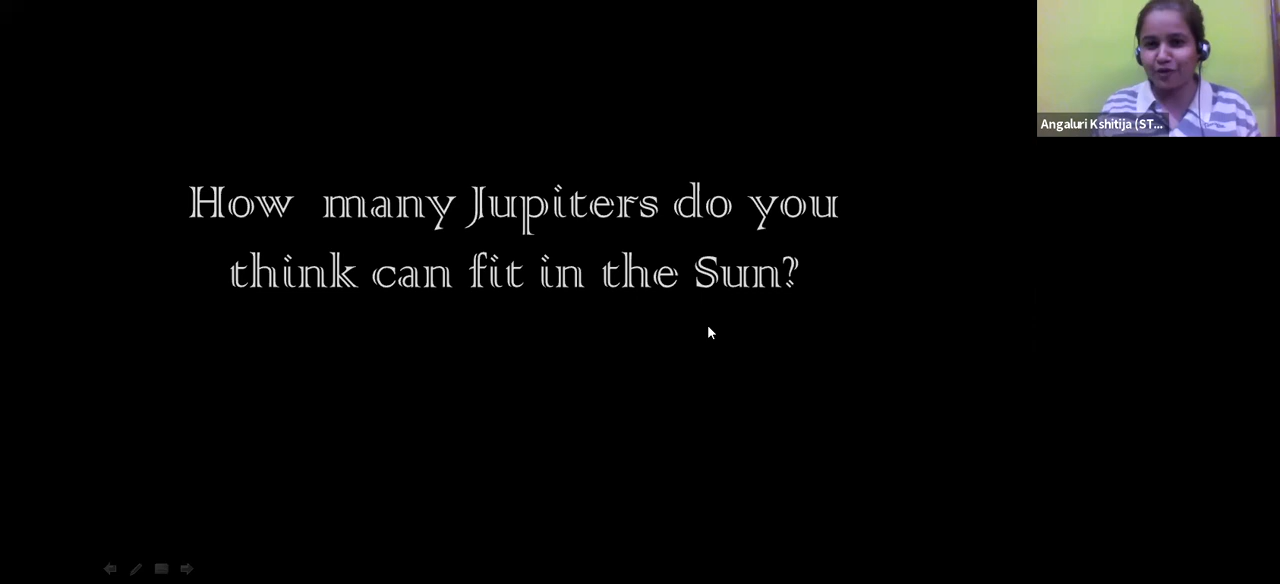 Angaluri Kshitija (ST...
How many Jupiters do you
think can fit in the Sun?